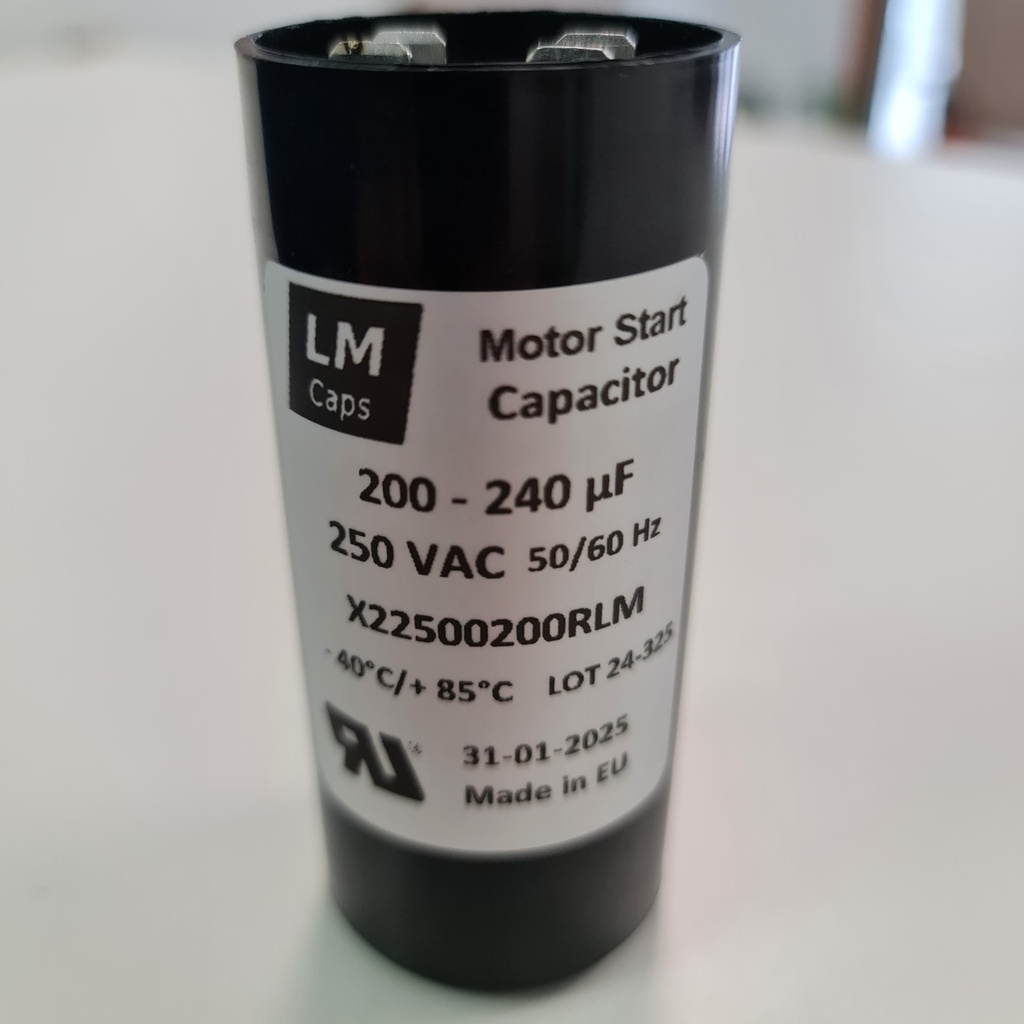 LM
Caps
Motor Start
Capacitor
200 - 240 µF
250 VAC 50/60 Hz
X22500200RLM
- 40°C/+ 85°C LOT 24-325
31-01-2025
Made in EU